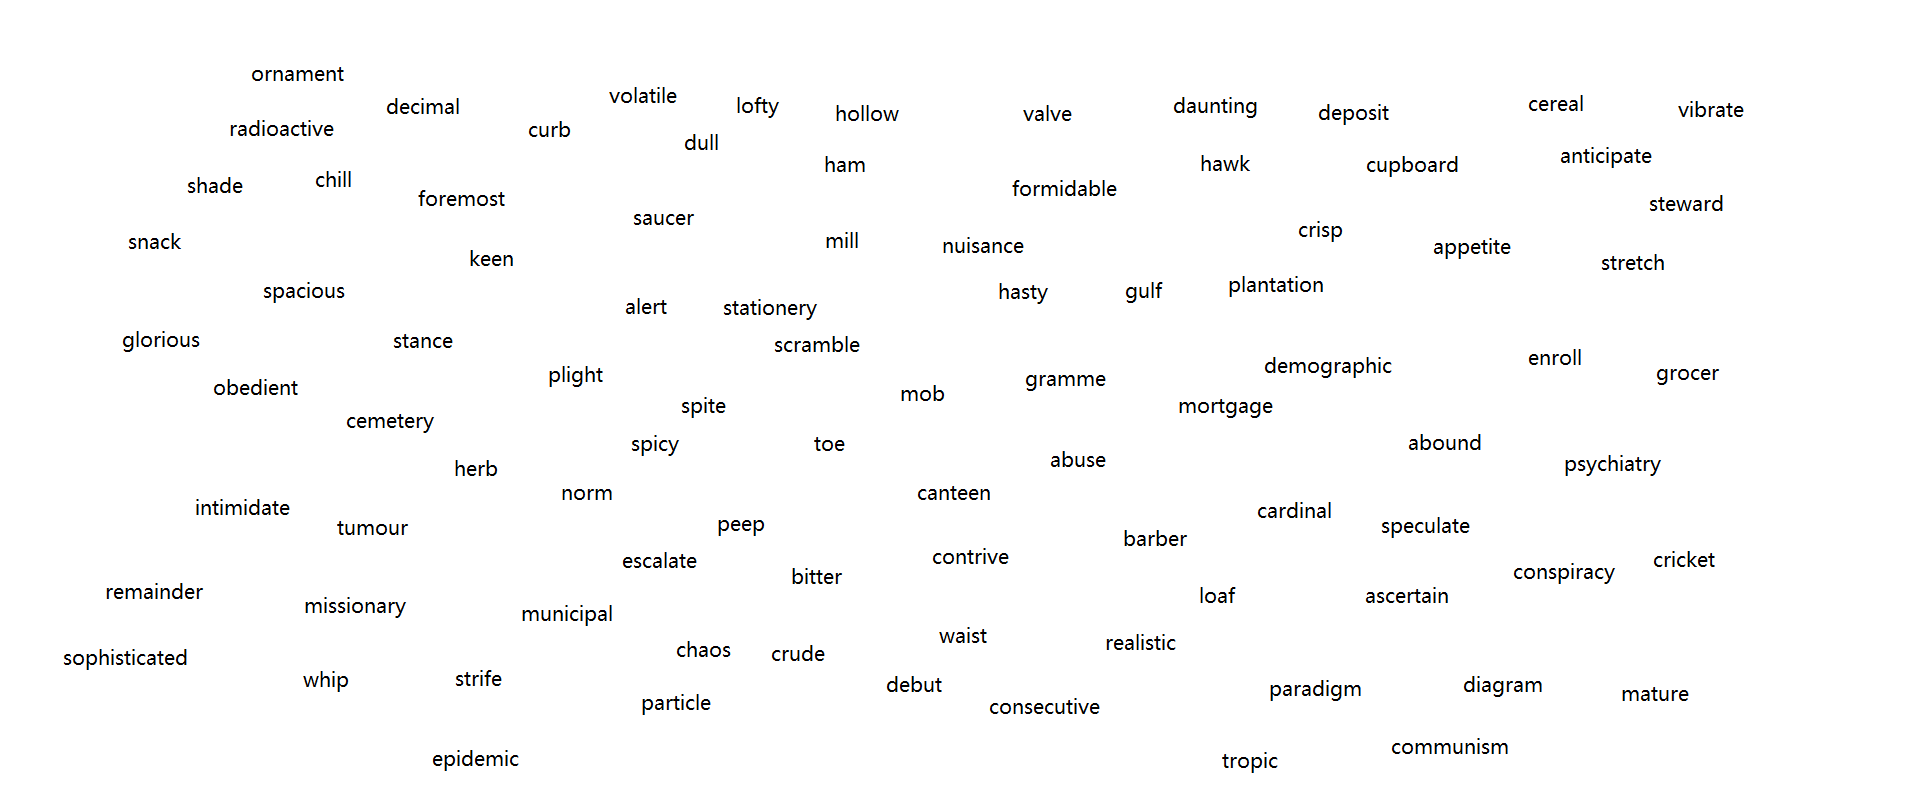 ornament
decimal
volatile
lofty
hollow
valve
daunting
deposit
cereal
vibrate
radioactive
curb
dull
ham
hawk
cupboard
anticipate
shade
chill
foremost
formidable
steward
saucer
snack
keen
mill
nuisance
crisp
appetite
stretch
spacious
alert
stationery
hasty
gulf
plantation
glorious
stance
scramble
obedient
plight
mob
gramme
demographic
enroll
grocer
cemetery
spite
mortgage
herb
spicy
toe
abuse
abound
psychiatry
intimidate
norm
canteen
cardinal
tumour
peep
barber
speculate
escalate
bitter
contrive
conspiracy
cricket
remainder
missionary
municipal
loaf
ascertain
sophisticated
chaos
crude
waist
realistic
whip
strife
particle
debut
consecutive
paradigm
diagram
mature
epidemic
tropic
communism